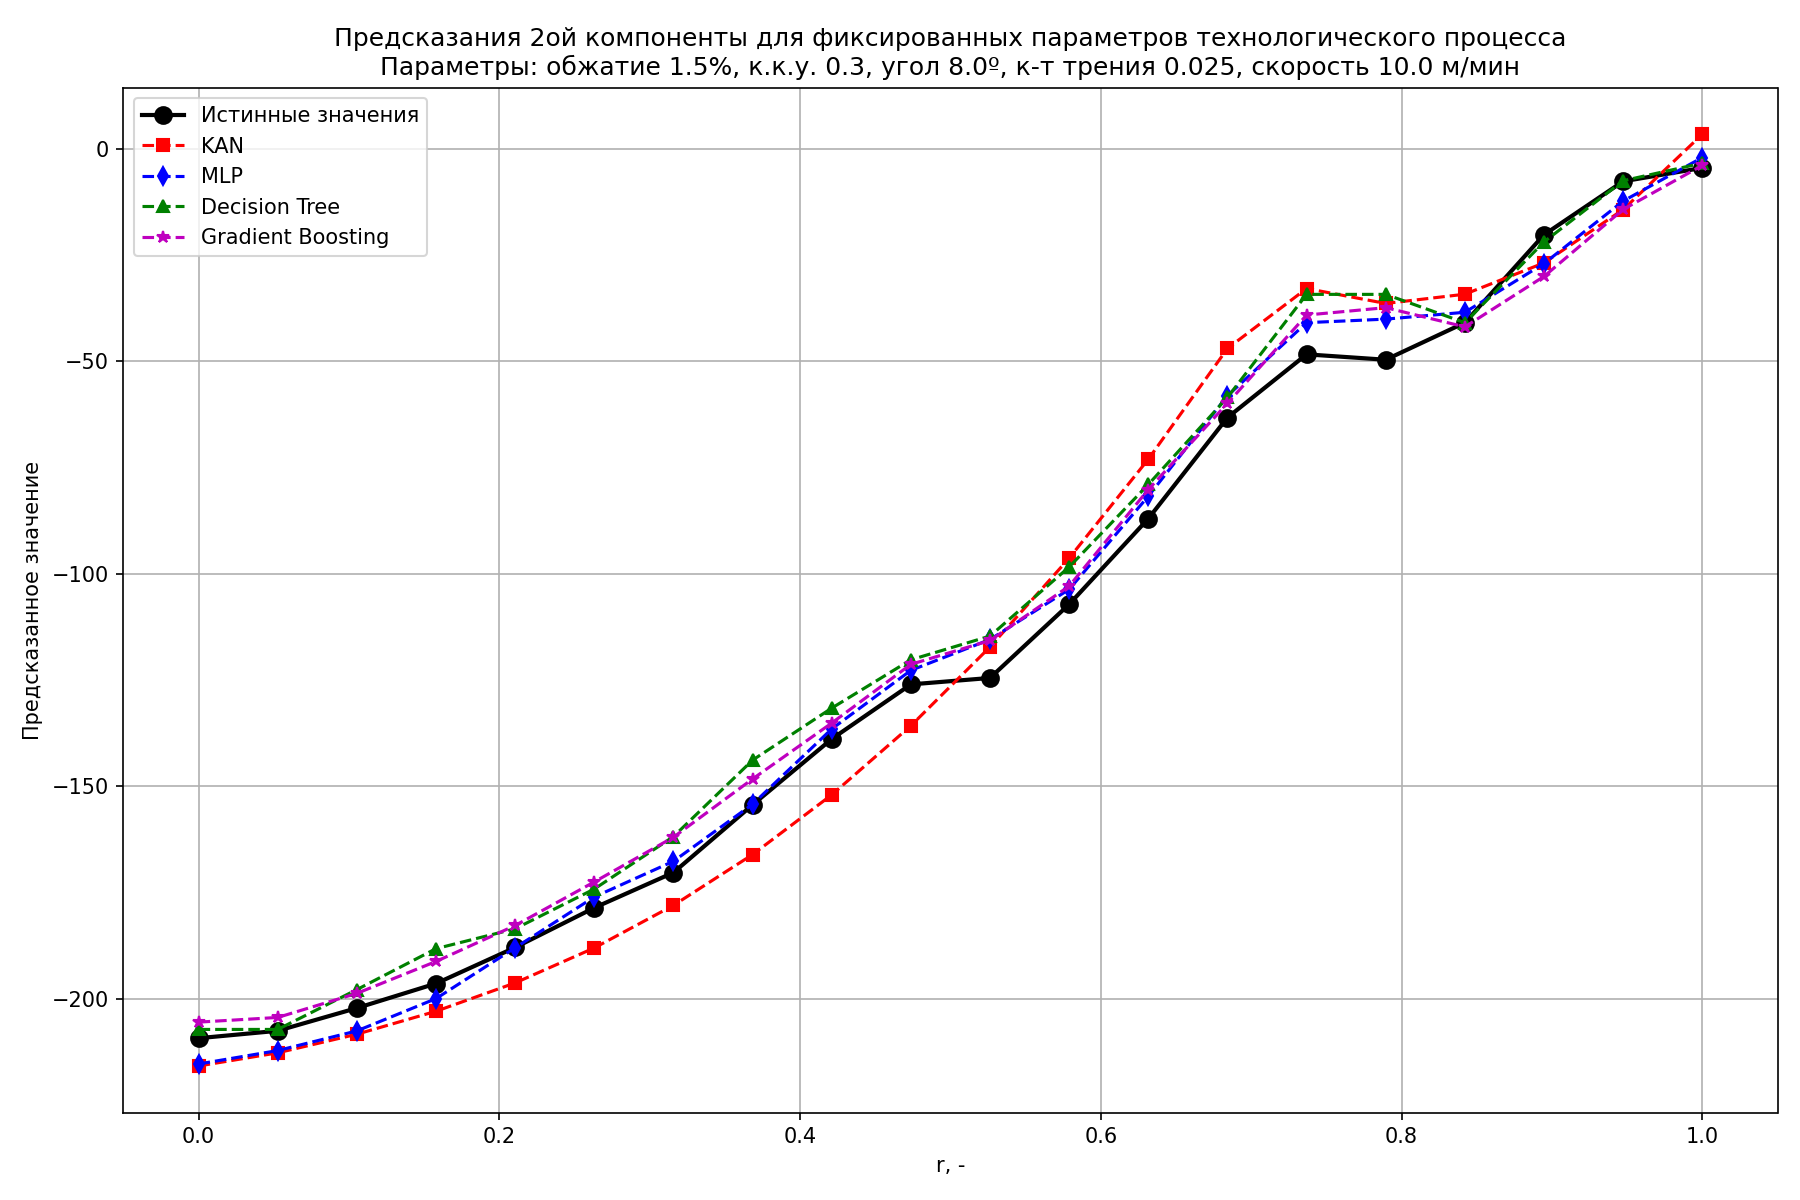 Предсказания 2ой компоненты для фиксированных параметров технологического процесса
Параметры: обжатие 1.5%, к.к.у. 0.3, угол 8.0º, к-т трения 0.025, скорость 10.0 м/мин
Истинные значения
KAN
MLP
Decision Tree
Gradient Boosting
Предсказанное значение
0
−50
−100
−150
−200
0.0
0.2
0.4
0.6
0.8
1.0
r, -